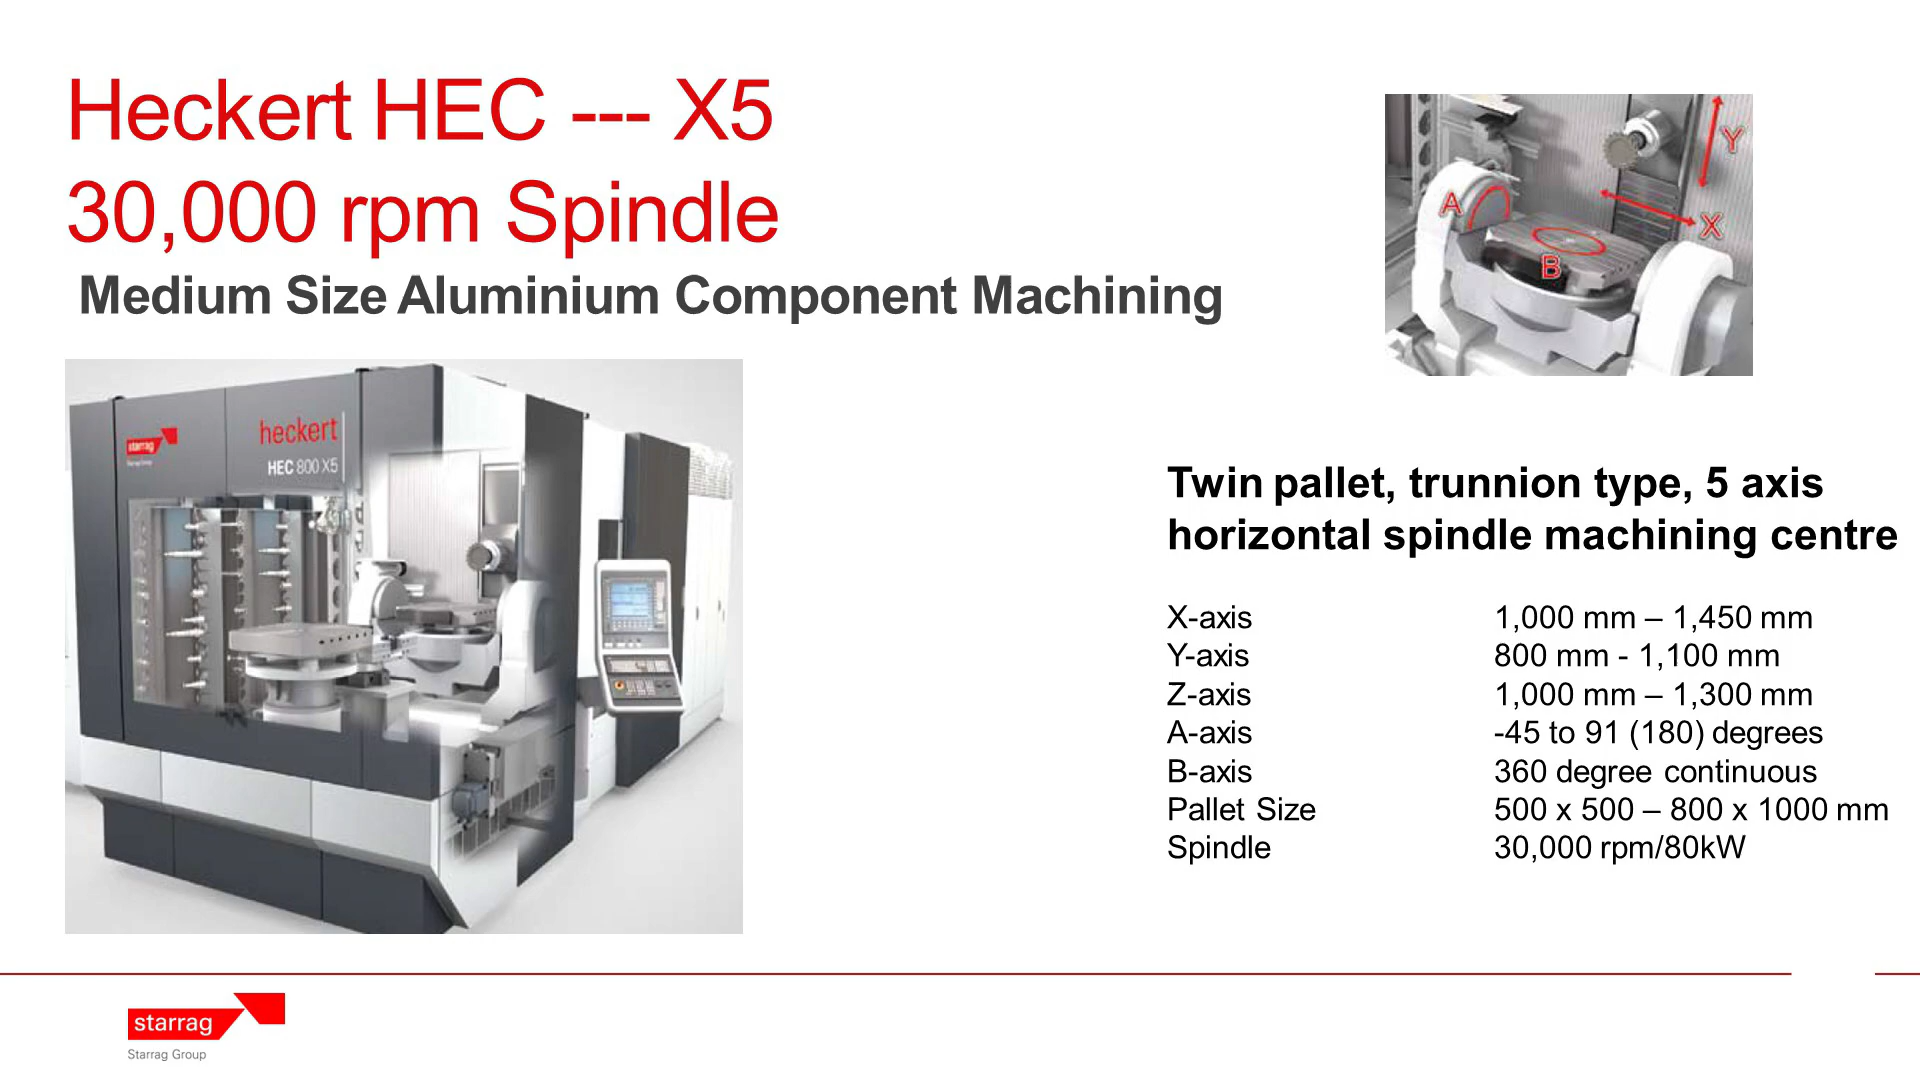 Heckert HEC --- X5
30,000 rpm Spindle
Medium Size Aluminium Component Machining
Y
A
X
B
starrag
Starrag Group
heckert
HEC 800 X5
Twin pallet, trunnion type, 5 axis
horizontal spindle machining centre
X-axis 1,000 mm – 1,450 mm
Y-axis 800 mm - 1,100 mm
Z-axis 1,000 mm – 1,300 mm
A-axis -45 to 91 (180) degrees
B-axis 360 degree continuous
Pallet Size 500 x 500 – 800 x 1000 mm
Spindle 30,000 rpm/80kW
starrag
Starrag Group